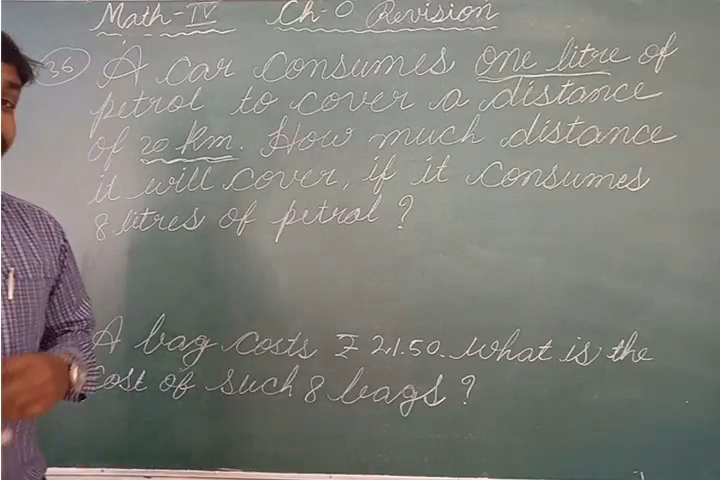 Math-IV Ch-0 Revision
36 A car consumes one litre of
petrol to cover a distance
of 20 km. How much distance
it will cover, if it consumes
8 litres of petrol?
A bag costs ₹ 21.50. what is the
Cost of such 8 bags?